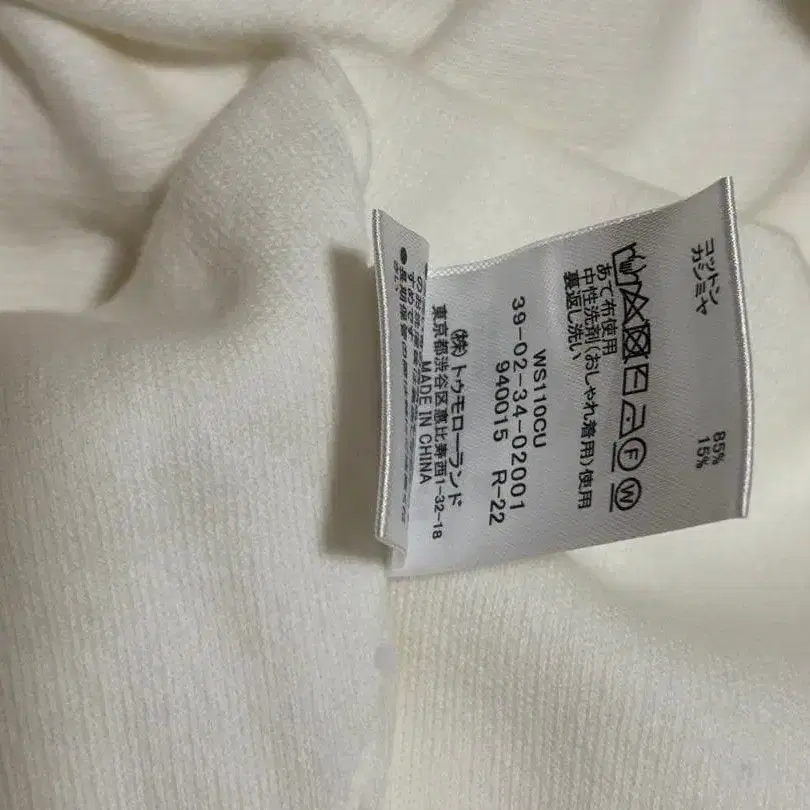 コットン 85%
カシミヤ 15%
あて布使用
中性洗剤(おしゃれ着用)使用
裏返し洗い
WS110CU
39-02-34-02001
940015 R-22
(株)トゥモローランド
東京都渋谷区恵比寿西1-32-18
MADE IN CHINA